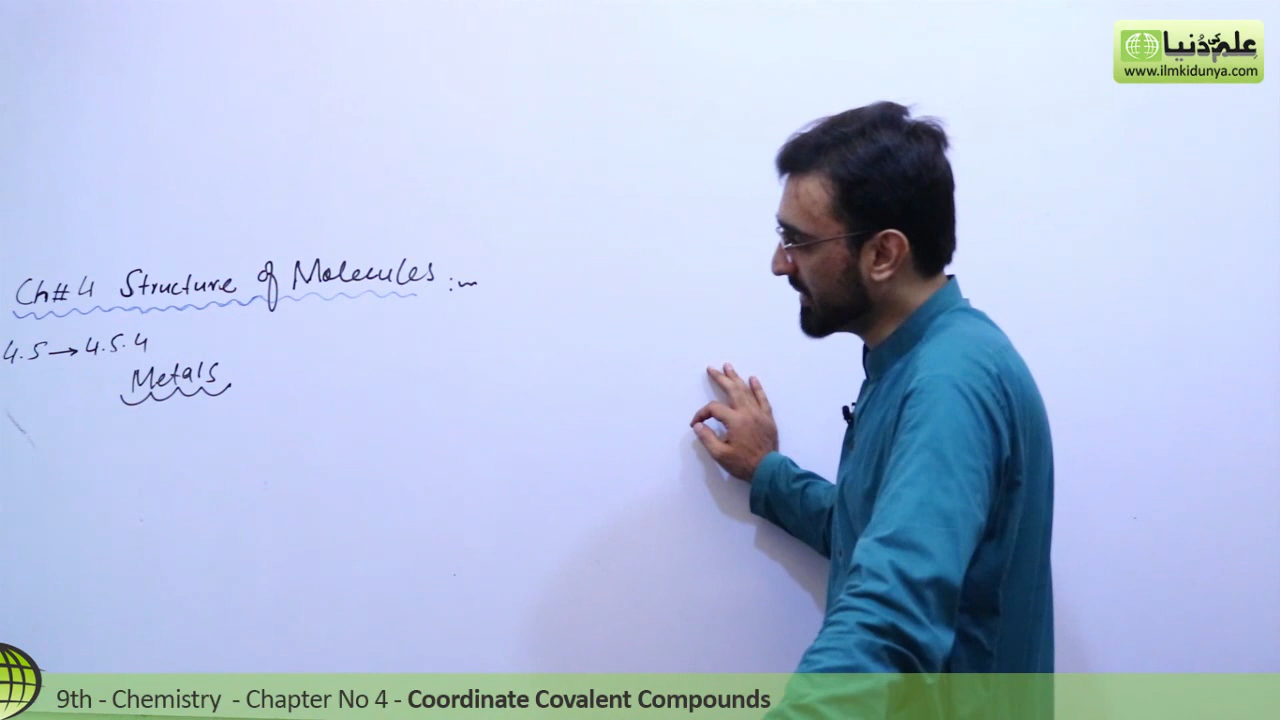 علم کی دُنیا
www.ilmkidunya.com
Ch#4 Structure of Molecules :~
4.5→4.5.4
Metals
9th - Chemistry - Chapter No 4 - Coordinate Covalent Compounds